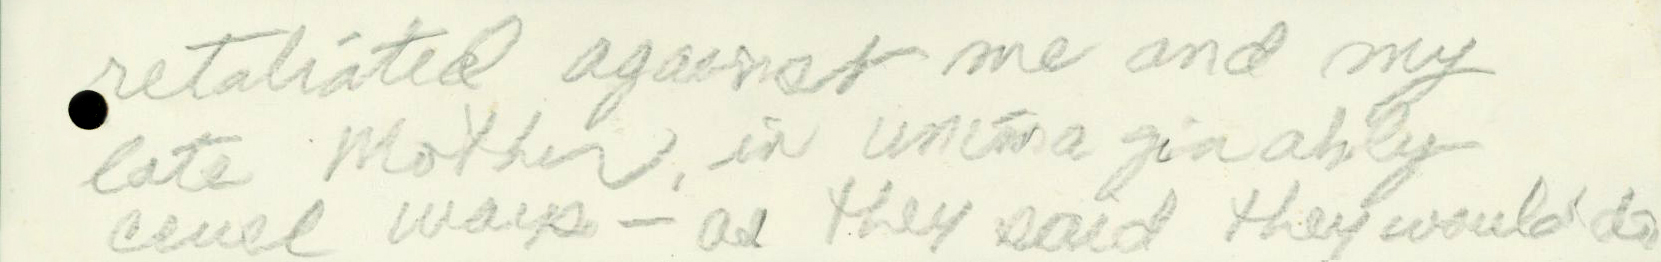 retaliated against me and my
late Mother, in unimaginably
cruel ways - as they said they would do